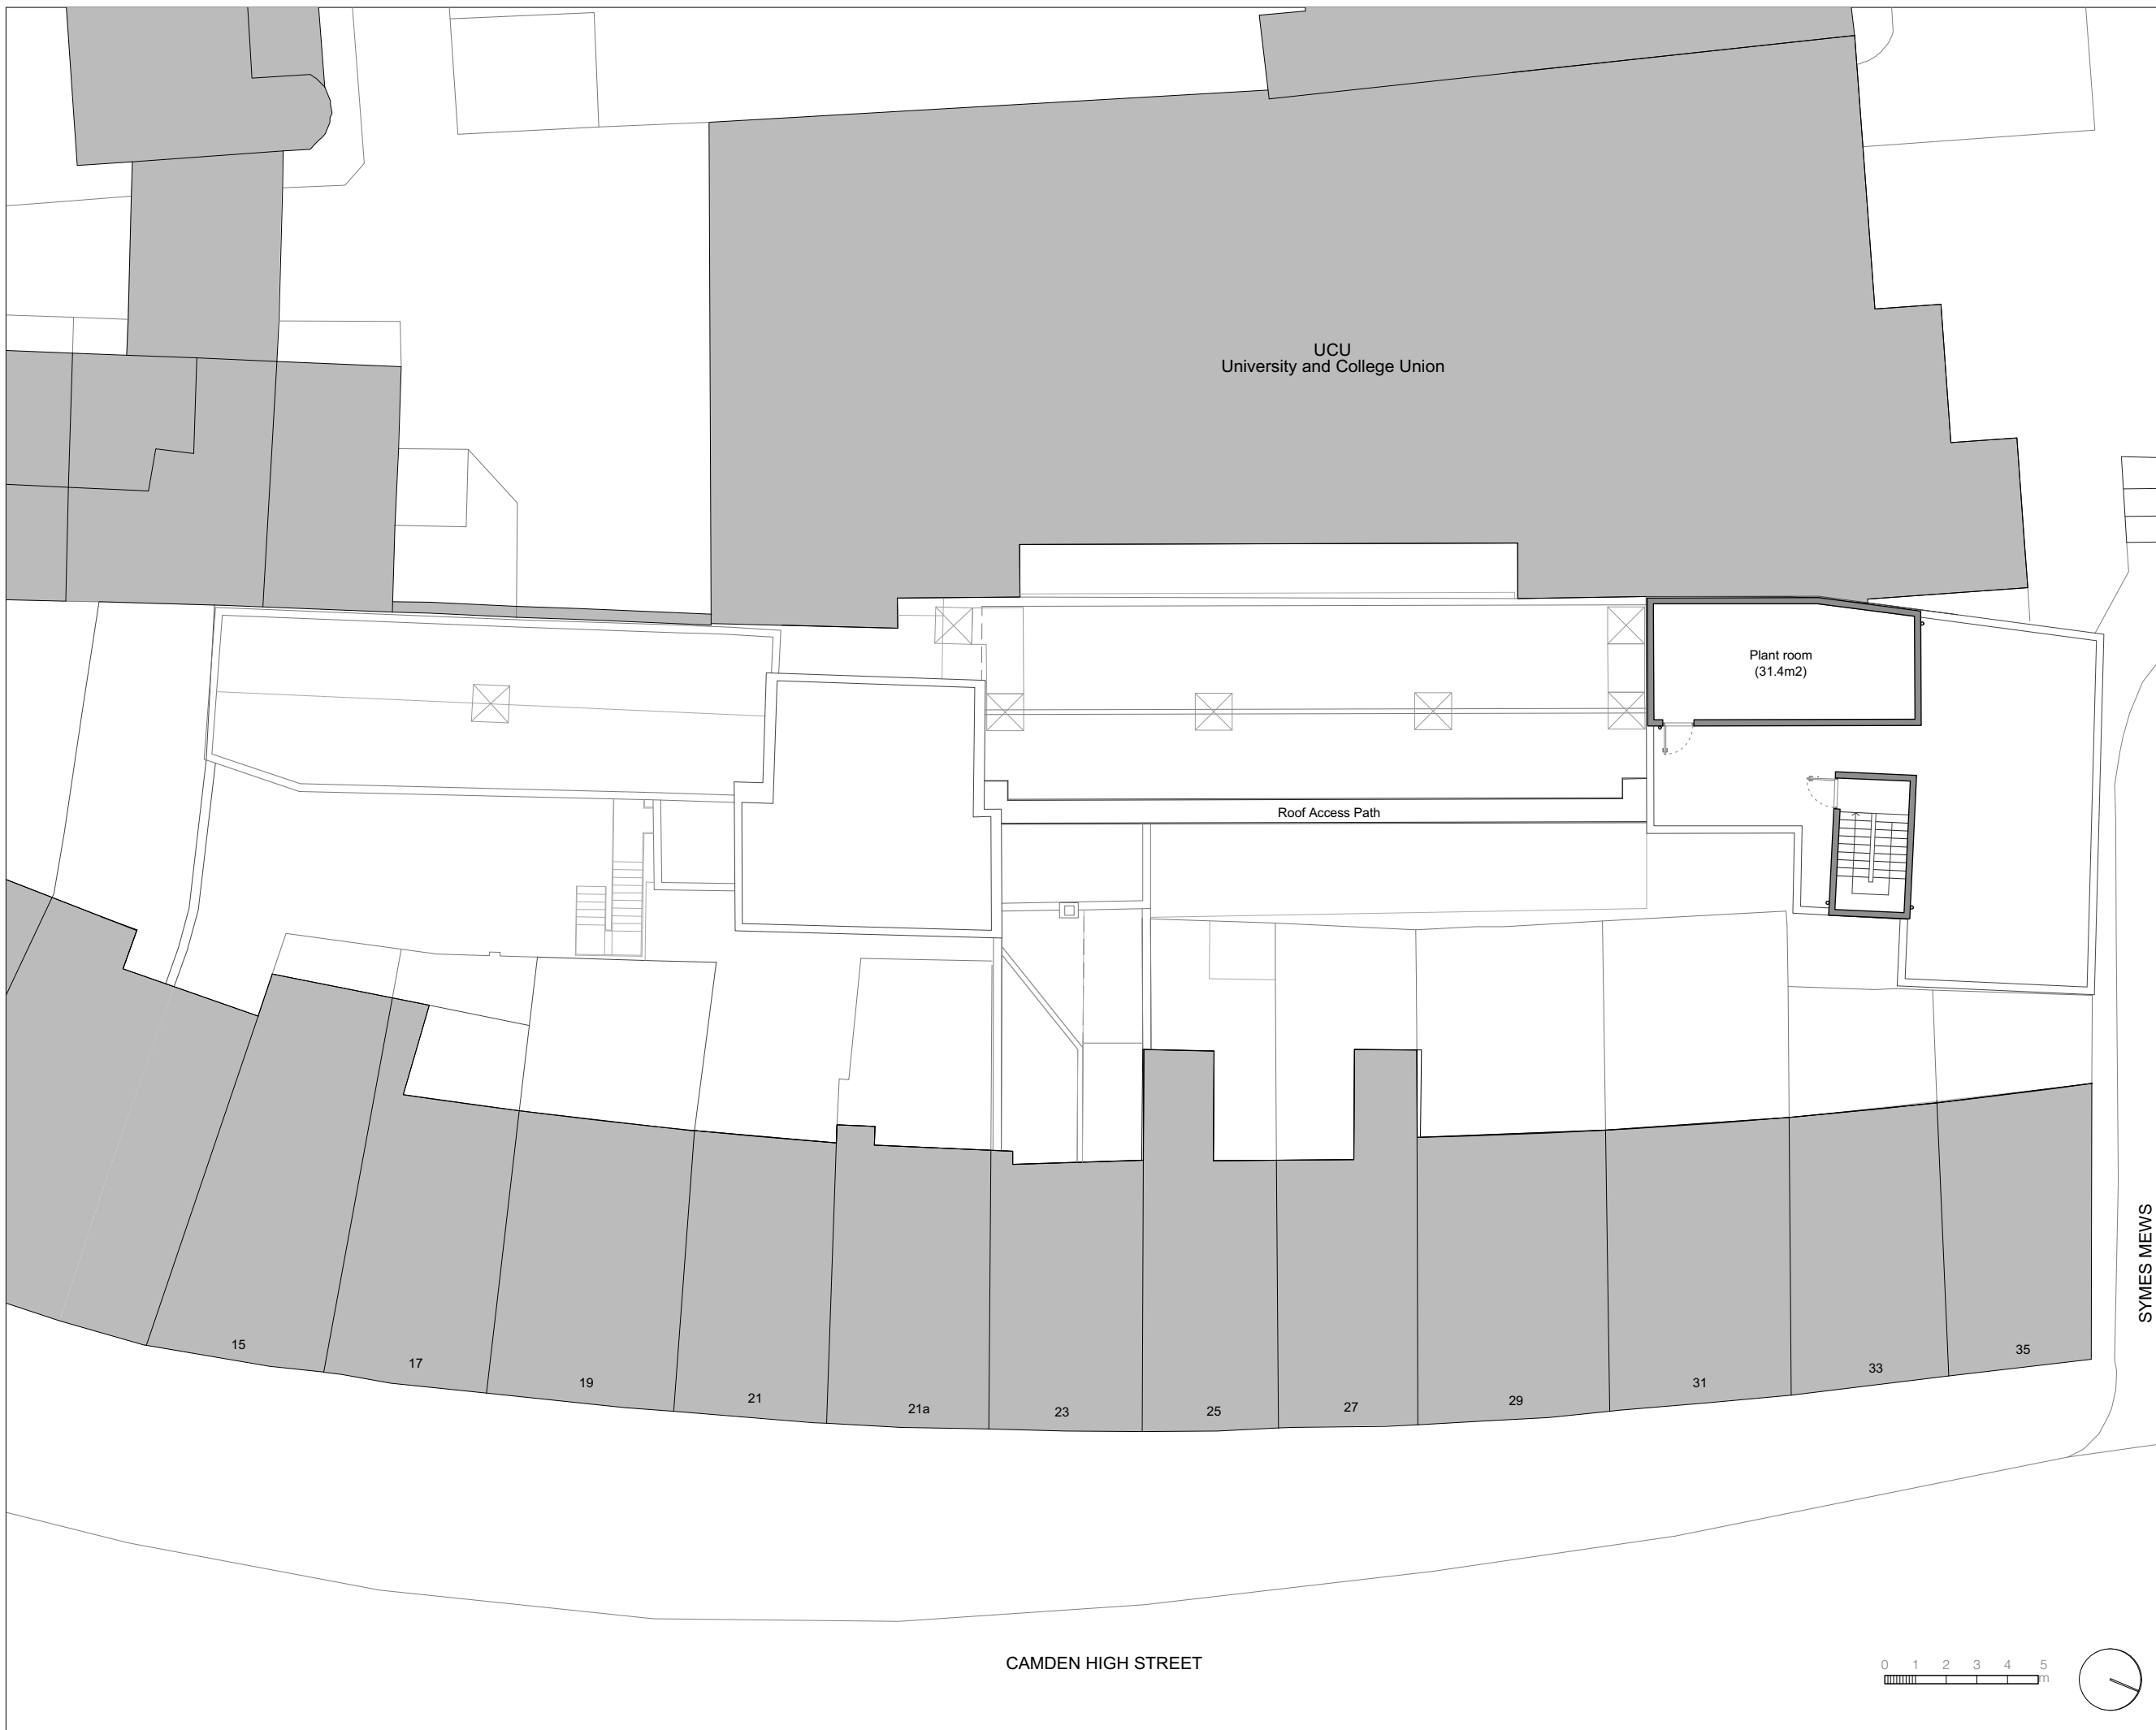 UCU
University and College Union
Plant room
(31.4m2)
Roof Access Path
SYMES MEWS
15
17
19
21
21a
23
25
27
29
31
33
35
CAMDEN HIGH STREET
0 1 2 3 4 5
m